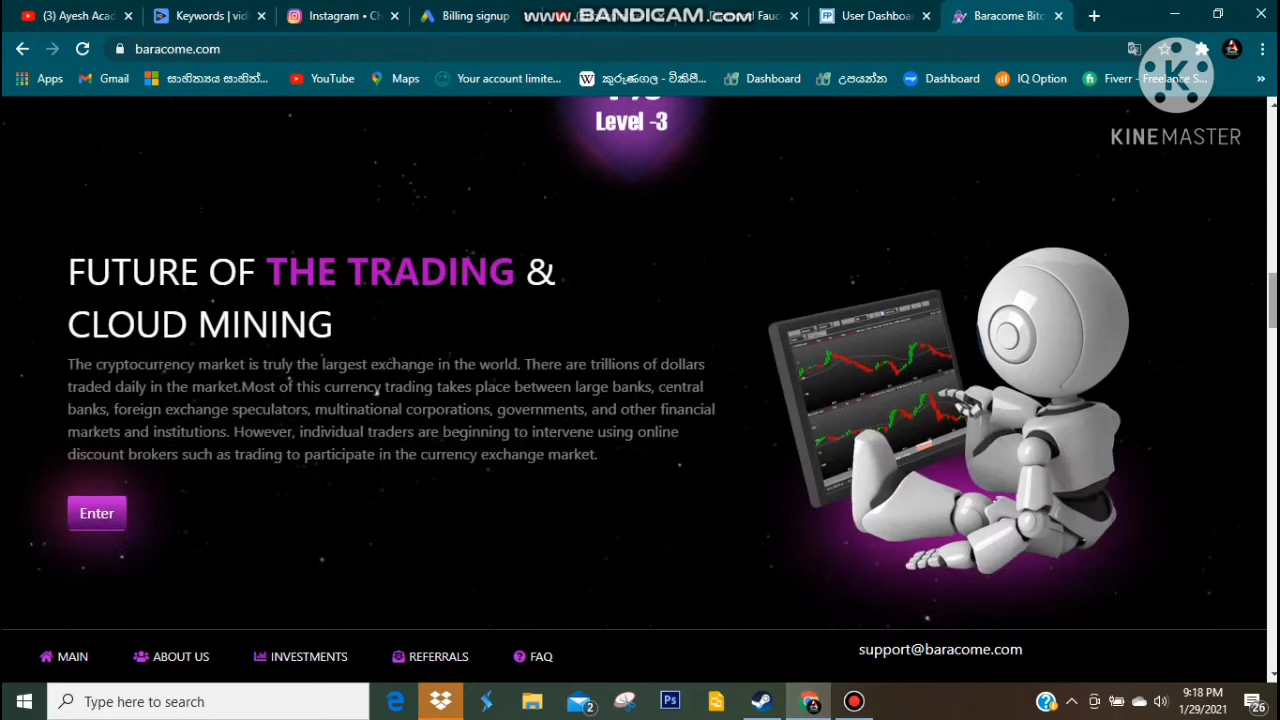 (3) Ayesh Acad
Keywords | vid
Instagram • Ch
Billing signup
www.BANDICAM.com
Fauc
User Dashboa
Baracome Bitc
baracome.com
Apps
Gmail
සාහිත්‍යය සාහිත්...
YouTube
Maps
Your account limite...
කුරුණෑගල - විකිපී...
Dashboard
උපයන්න
Dashboard
IQ Option
Fiverr - Freelance S...
»
K
KINEMASTER
Level -3
FUTURE OF THE TRADING &
CLOUD MINING
The cryptocurrency market is truly the largest exchange in the world. There are trillions of dollars
traded daily in the market.Most of this currency trading takes place between large banks, central
banks, foreign exchange speculators, multinational corporations, governments, and other financial
markets and institutions. However, individual traders are beginning to intervene using online
discount brokers such as trading to participate in the currency exchange market.
Enter
MAIN
ABOUT US
INVESTMENTS
REFERRALS
FAQ
support@baracome.com
Type here to search
2
Ps
9:18 PM
1/29/2021
26